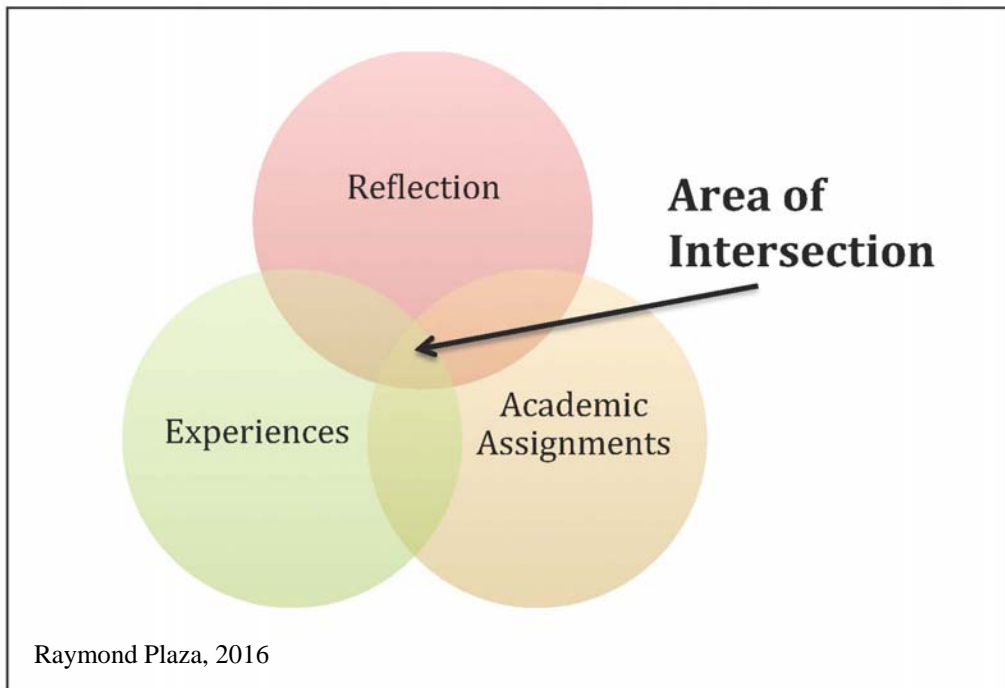 Reflection
Area of
Intersection
Experiences
Academic
Assignments
Raymond Plaza, 2016